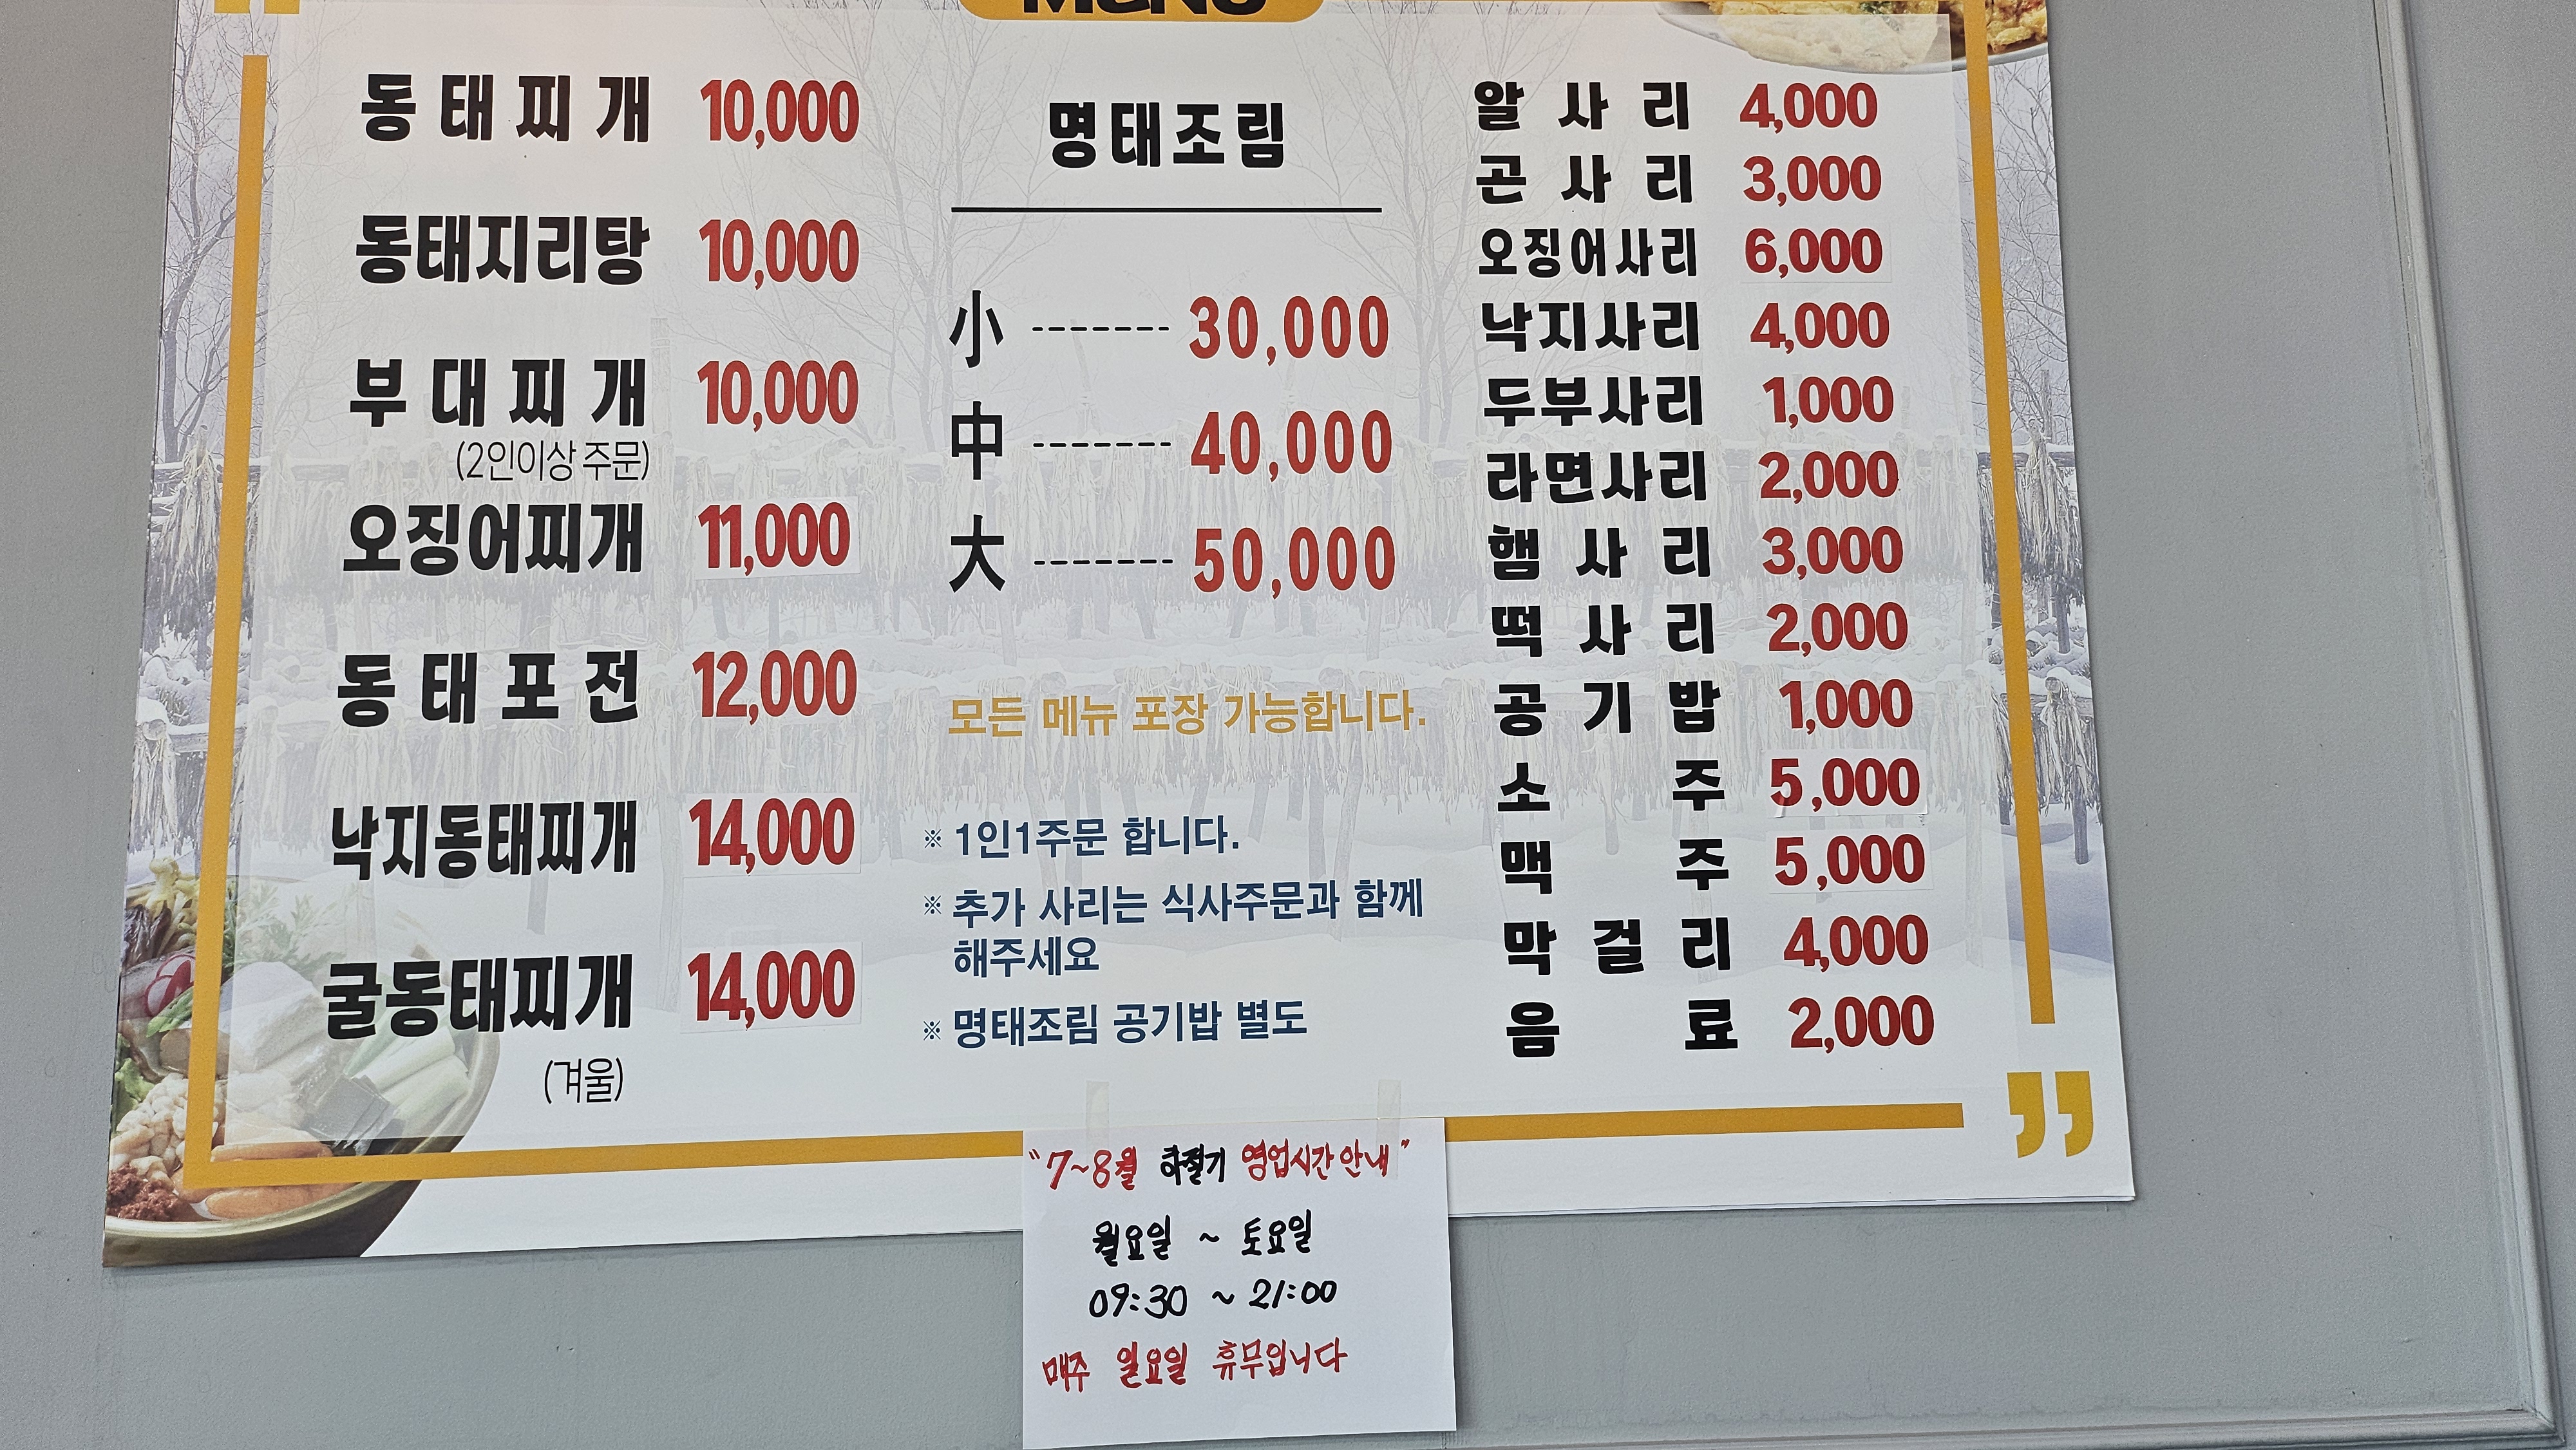 MENU
동태찌개 10,000
동태지리탕 10,000
부대찌개 10,000
(2인이상 주문)
오징어찌개 11,000
동태포전 12,000
낙지동태찌개 14,000
굴동태찌개 14,000
(겨울)
명태조림
小 ------- 30,000
中 ------- 40,000
大 ------- 50,000
모든 메뉴 포장 가능합니다.
※ 1인1주문 합니다.
※ 추가 사리는 식사주문과 함께
해주세요
※ 명태조림 공기밥 별도
알사리 4,000
곤사리 3,000
오징어사리 6,000
낙지사리 4,000
두부사리 1,000
라면사리 2,000
햄사리 3,000
떡사리 2,000
공기밥 1,000
소주 5,000
맥주 5,000
막걸리 4,000
음료 2,000
"7~8월 하절기 영업시간 안내"
월요일 ~ 토요일
09:30 ~ 21:00
매주 일요일 휴무입니다